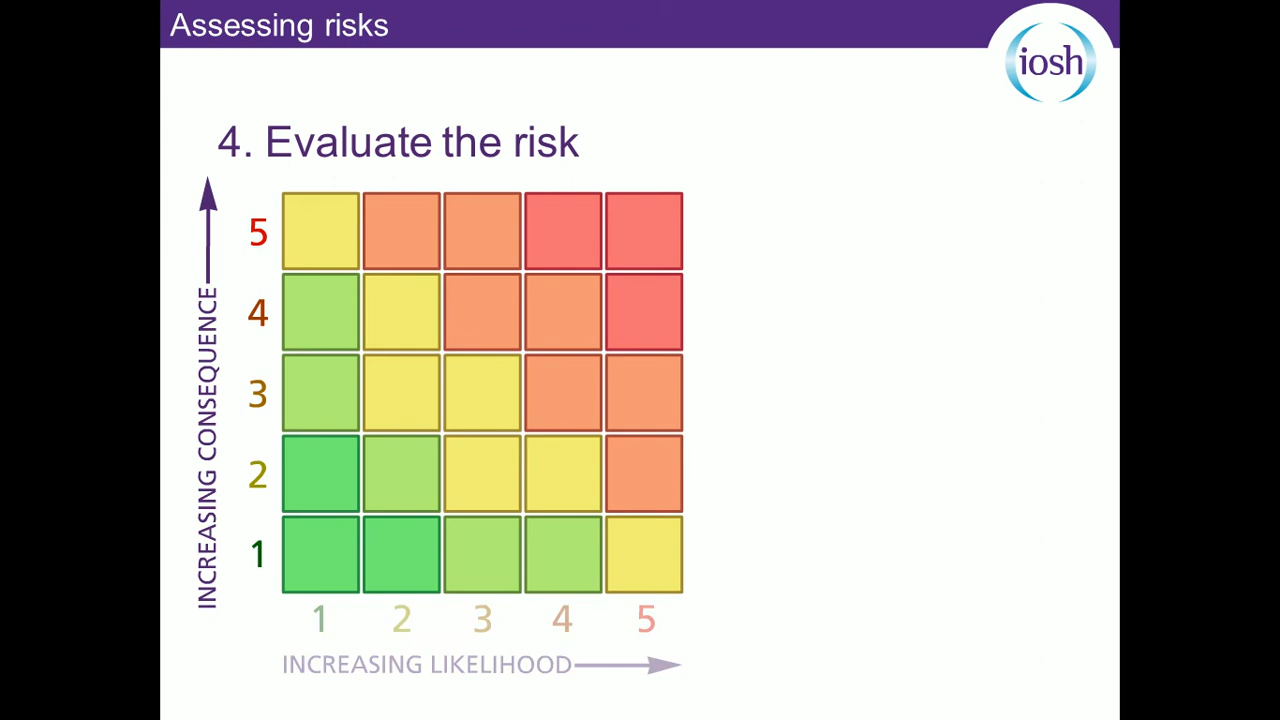 Assessing risks
iosh
4. Evaluate the risk
INCREASING CONSEQUENCE
5
4
3
2
1
1 2 3 4 5
INCREASING LIKELIHOOD